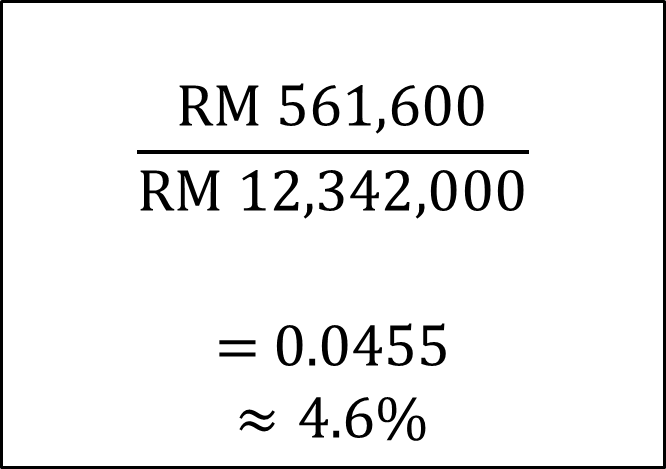 RM 561,600
RM 12,342,000
= 0.0455
≈ 4.6%